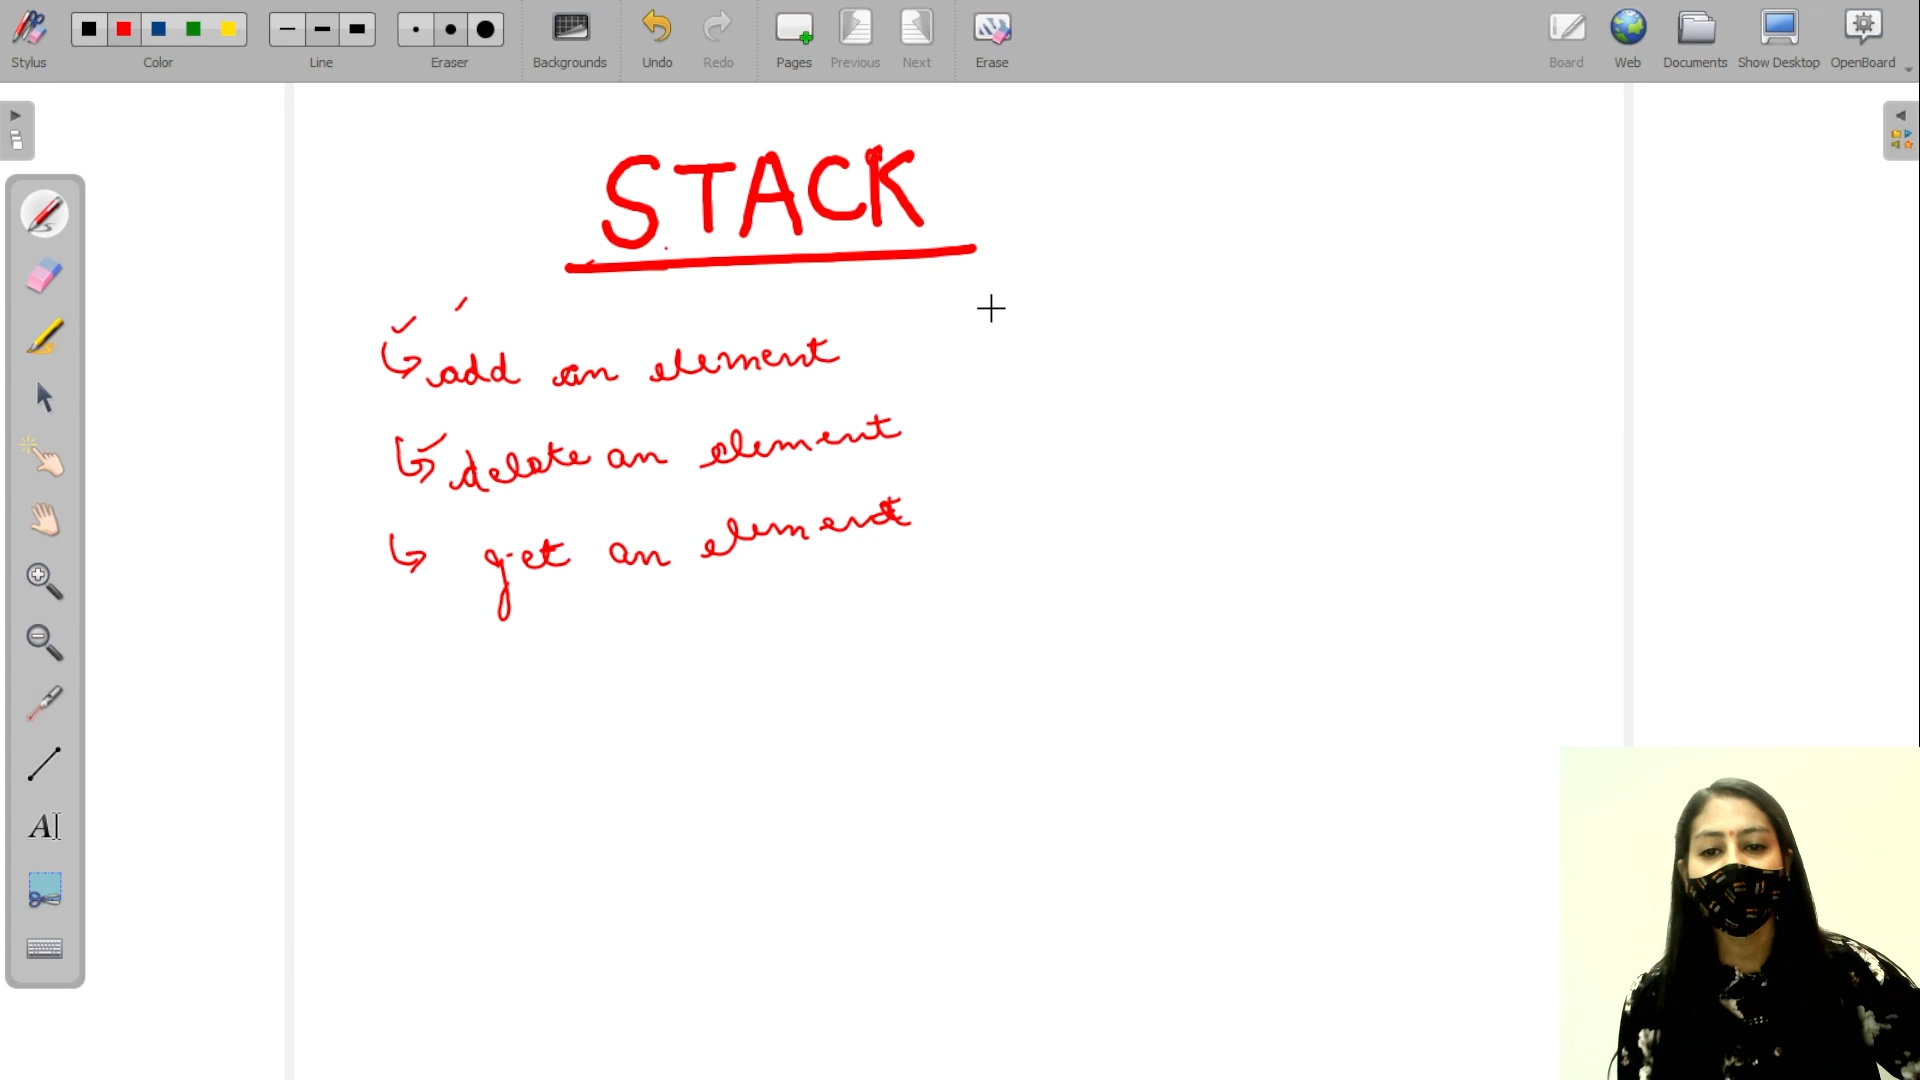 Stylus Color Line Eraser Backgrounds Undo Redo Pages Previous Next Erase Board Web Documents Show Desktop OpenBoard
STACK
add an element
delete an element
get an element
AI